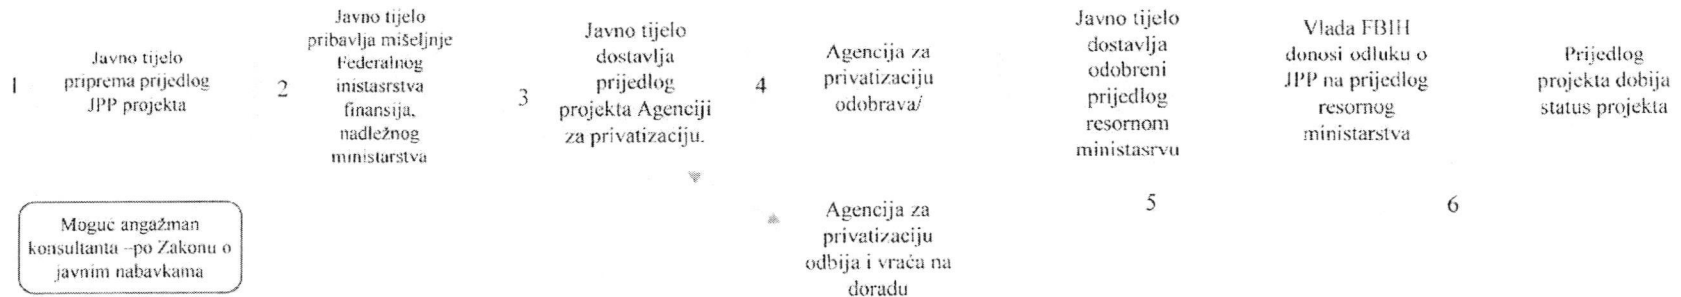 1
Javno tijelo
priprema prijedlog
JPP projekta
Moguć angažman
konsultanta –po Zakonu o
javnim nabavkama
2
Javno tijelo
pribavlja mišeljnje
Federalnog
inistasrstva
finansija,
nadležnog
ministarstva
3
Javno tijelo
dostavlja
prijedlog
projekta Agenciji
za privatizaciju.
4
Agencija za
privatizaciju
odobrava/
Agencija za
privatizaciju
odbija i vraća na
doradu
Javno tijelo
dostavlja
odobreni
prijedlog
resornom
ministasrvu
5
Vlada FBIH
donosi odluku o
JPP na prijedlog
resornog
ministarstva
6
Prijedlog
projekta dobija
status projekta